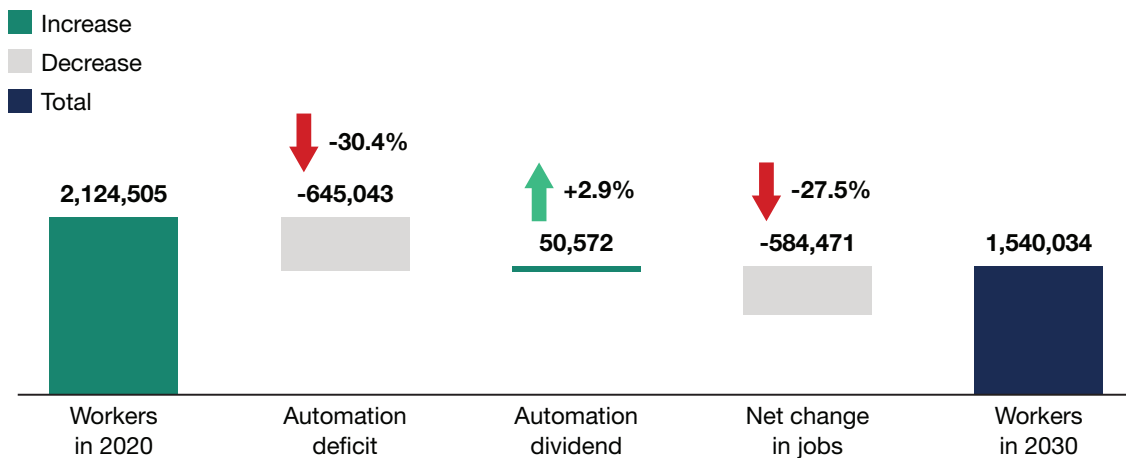 Increase
Decrease
Total
-30.4%
+2.9%
-27.5%
2,124,505
-645,043
50,572
-584,471
1,540,034
Workers
in 2020
Automation
deficit
Automation
dividend
Net change
in jobs
Workers
in 2030